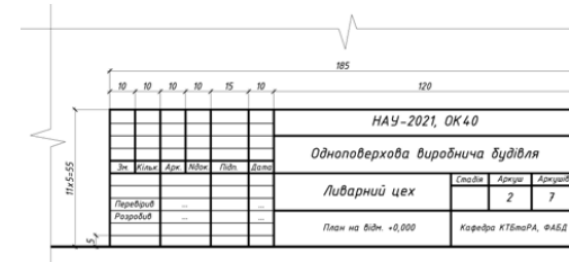 185
10 10 10 10 15 10 120
НАУ-2021, ОК40
Одноповерхова виробнича будівля
11x5=55
Зм. Кільк Арк. №док Підп. Дата
Ливарний цех
Стадія Аркуш Аркушів
2 7
Перевірив ... ...
Розробив ... ...
План на відм. +0,000
Кафедра КТБтаРА, ФАБД
5